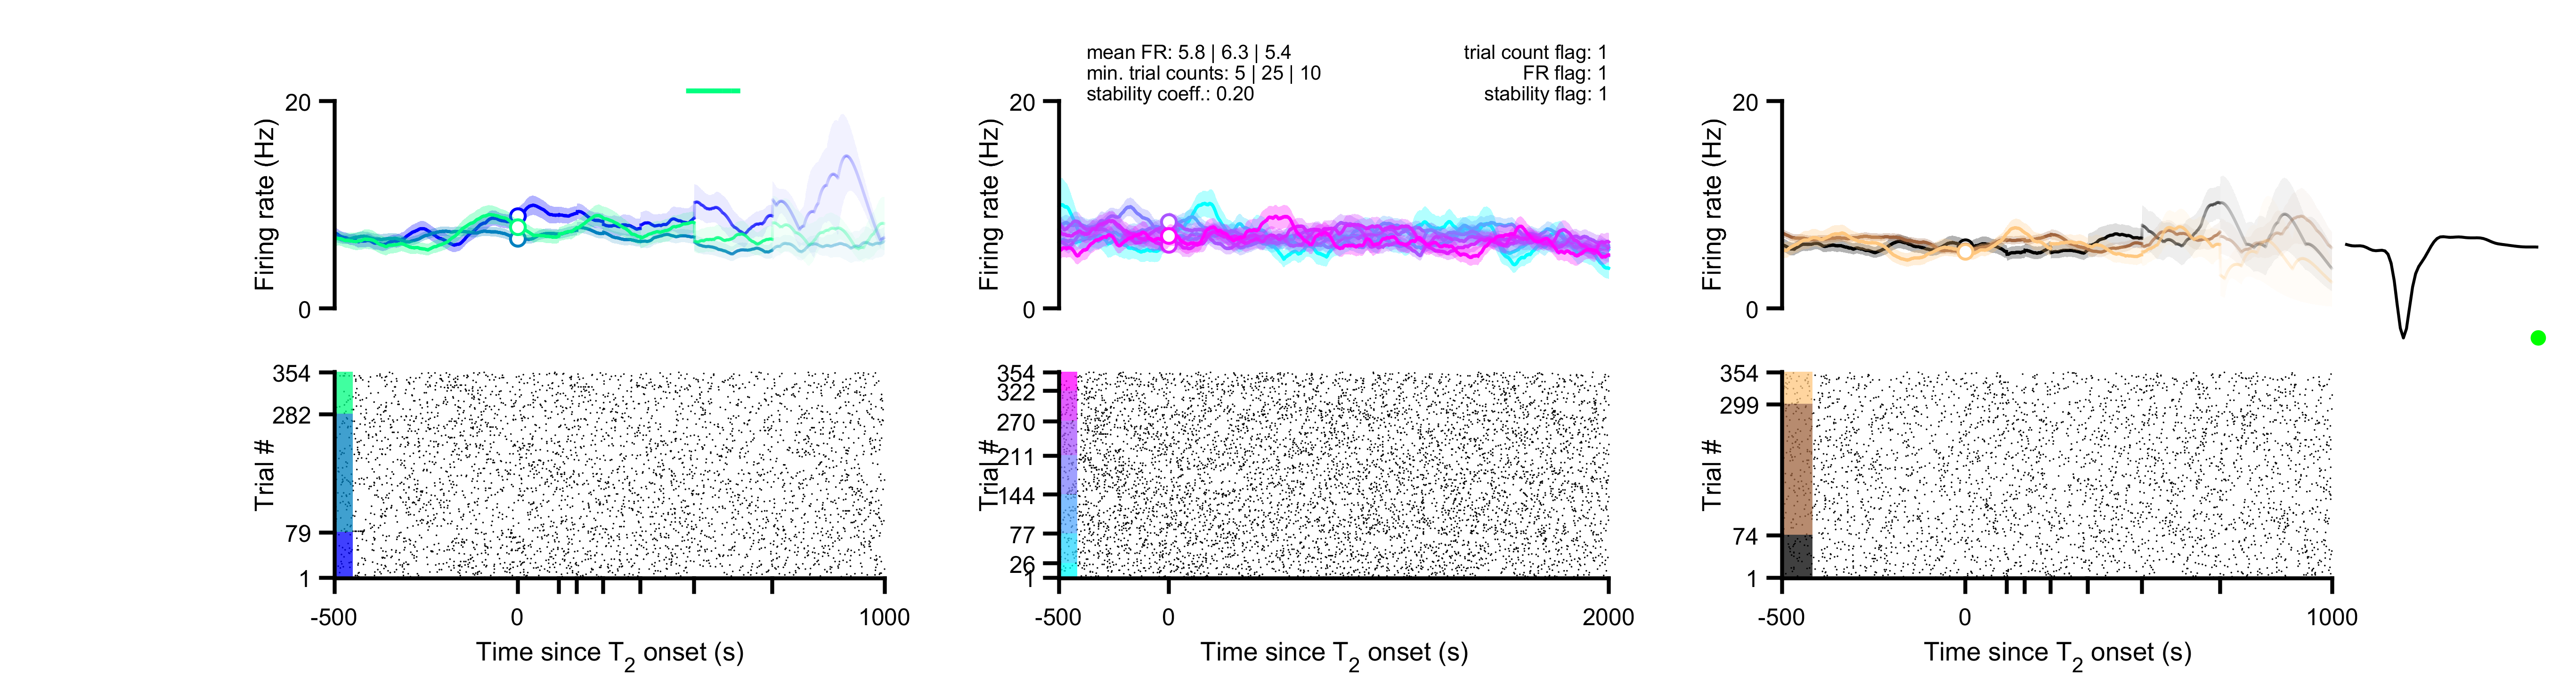 mean FR: 5.8 | 6.3 | 5.4
min. trial counts: 5 | 25 | 10
stability coeff.: 0.20
trial count flag: 1
FR flag: 1
stability flag: 1
20
Firing rate (Hz)
0
20
Firing rate (Hz)
0
20
Firing rate (Hz)
0
354
282
Trial #
79
1
-500
0
1000
Time since T2 onset (s)
354
322
270
211
Trial #
144
77
26
1
-500
0
2000
Time since T2 onset (s)
354
299
Trial #
74
1
-500
0
1000
Time since T2 onset (s)